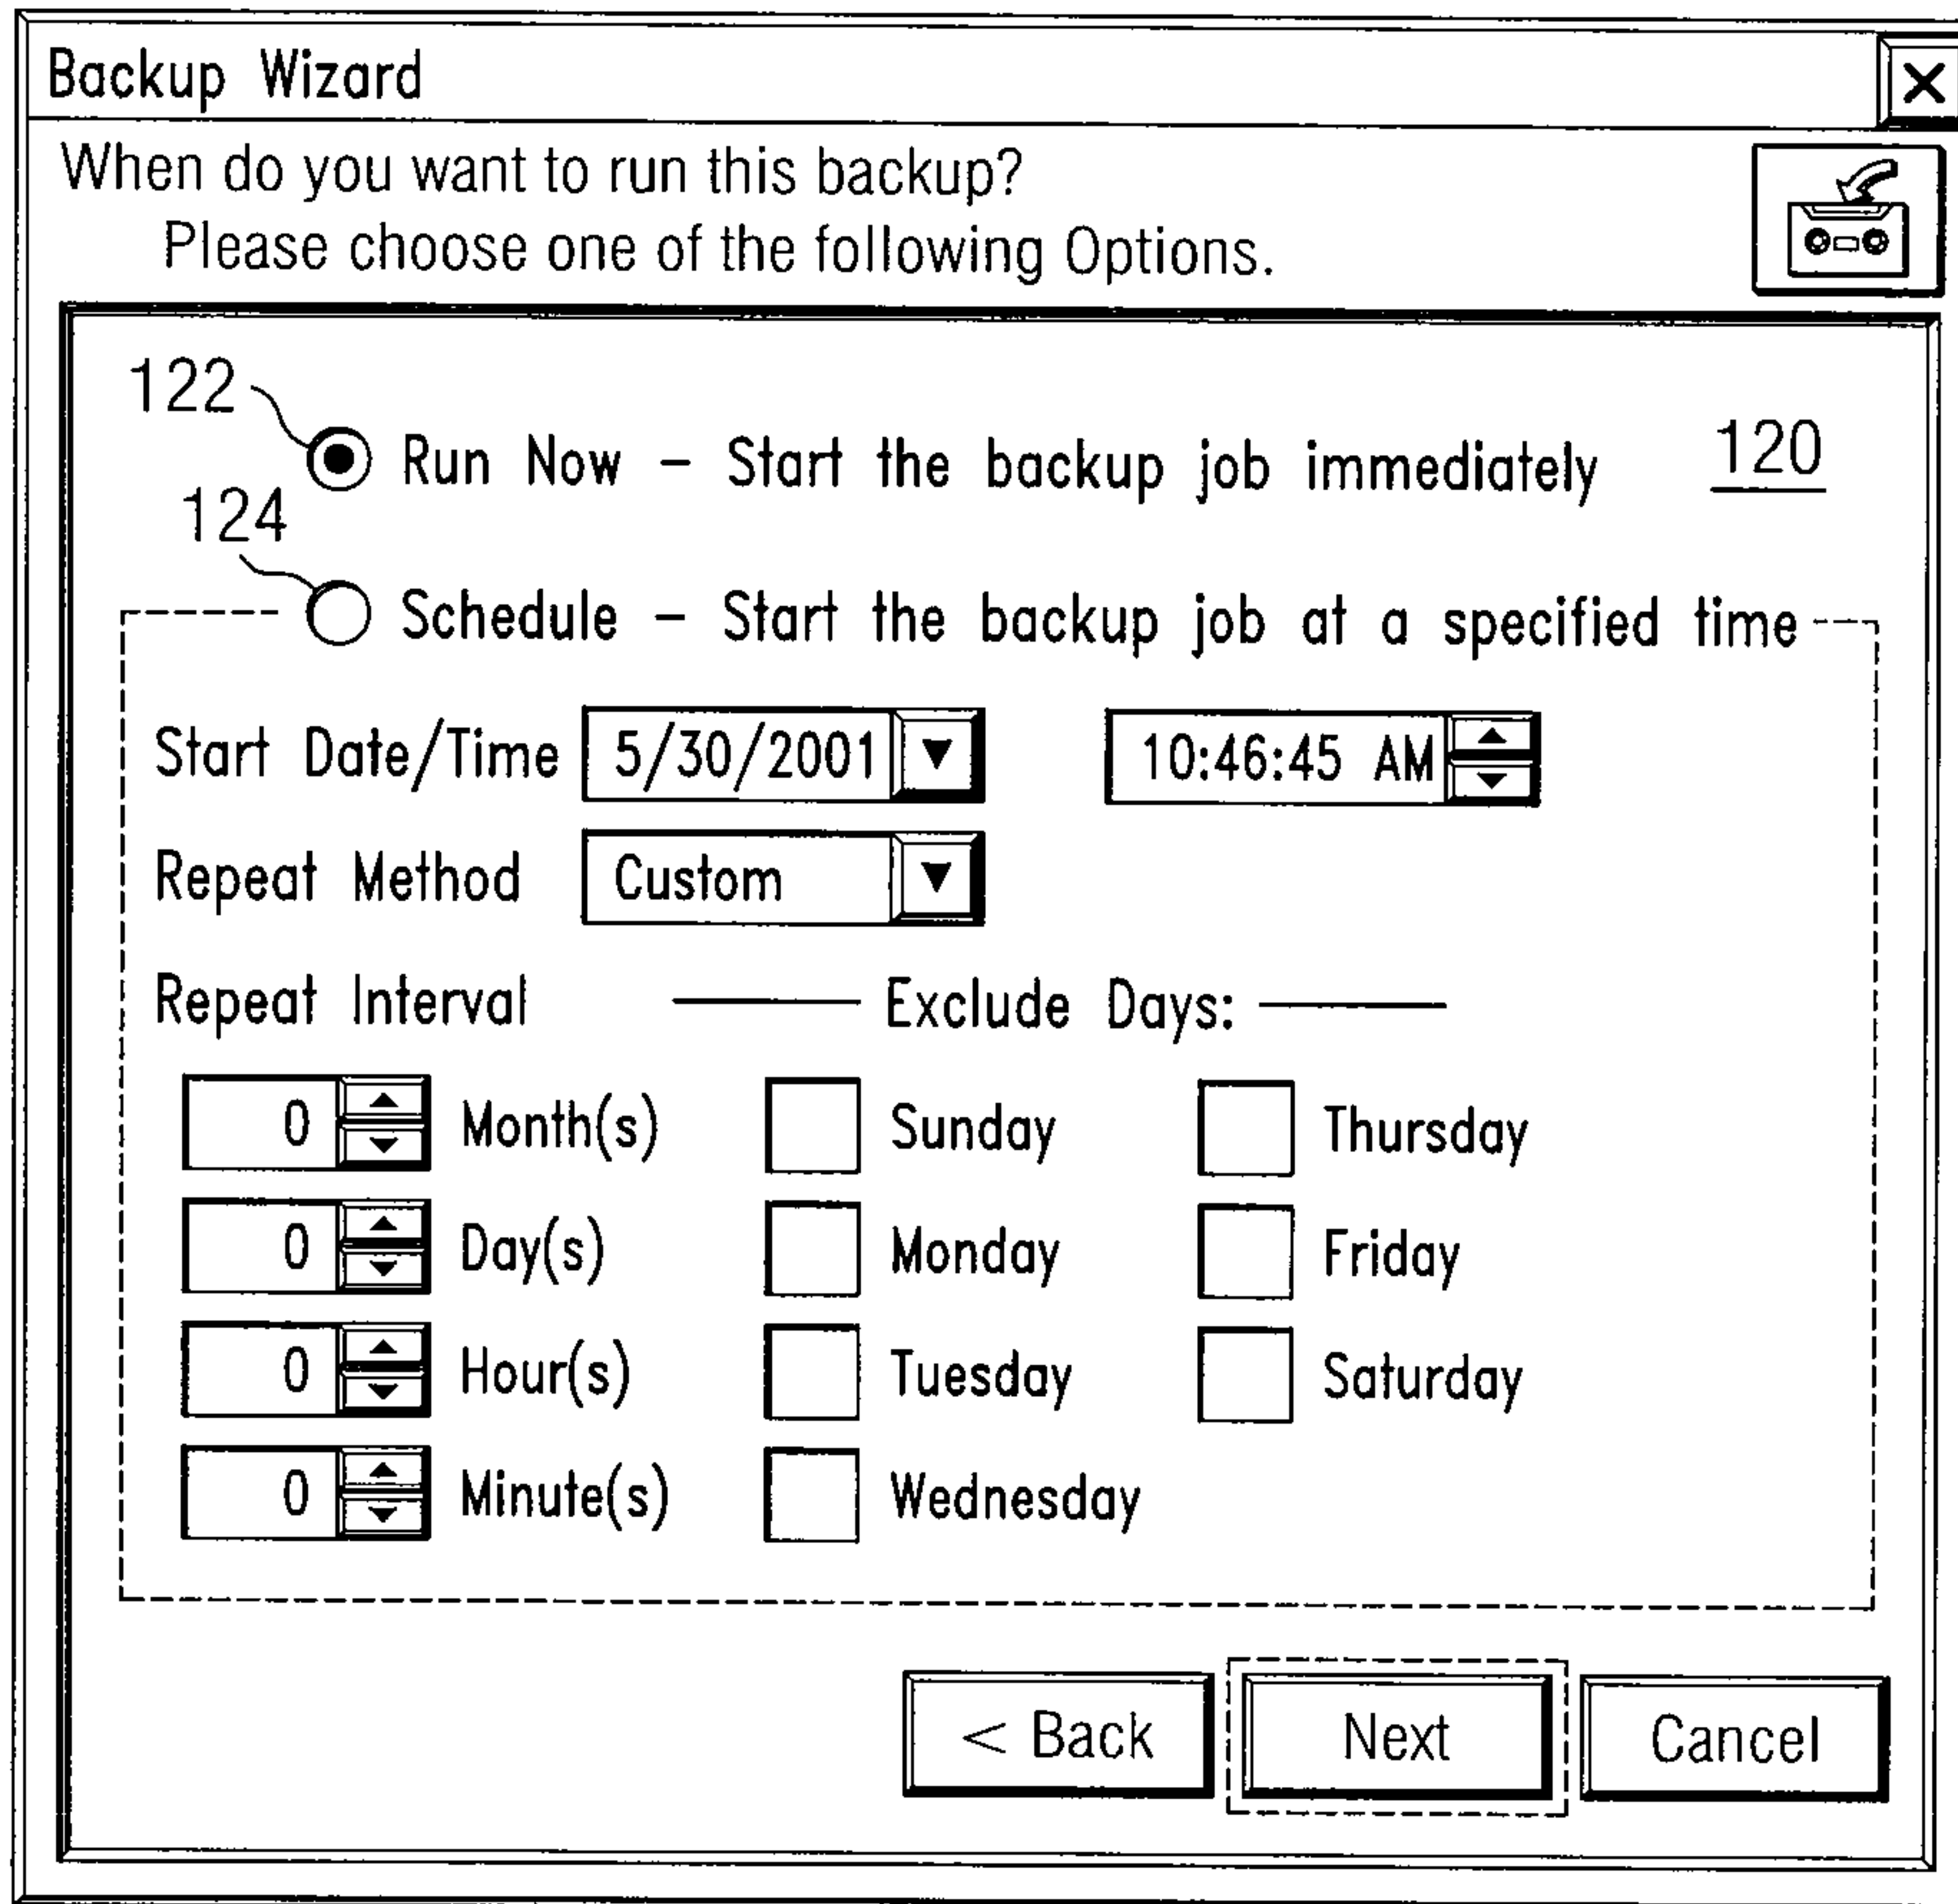 Backup Wizard
When do you want to run this backup?
Please choose one of the following Options.
122
Run Now - Start the backup job immediately 120
124
Schedule - Start the backup job at a specified time
Start Date/Time 5/30/2001 10:46:45 AM
Repeat Method Custom
Repeat Interval Exclude Days:
0 Month(s) Sunday Thursday
0 Day(s) Monday Friday
0 Hour(s) Tuesday Saturday
0 Minute(s) Wednesday
< Back Next Cancel